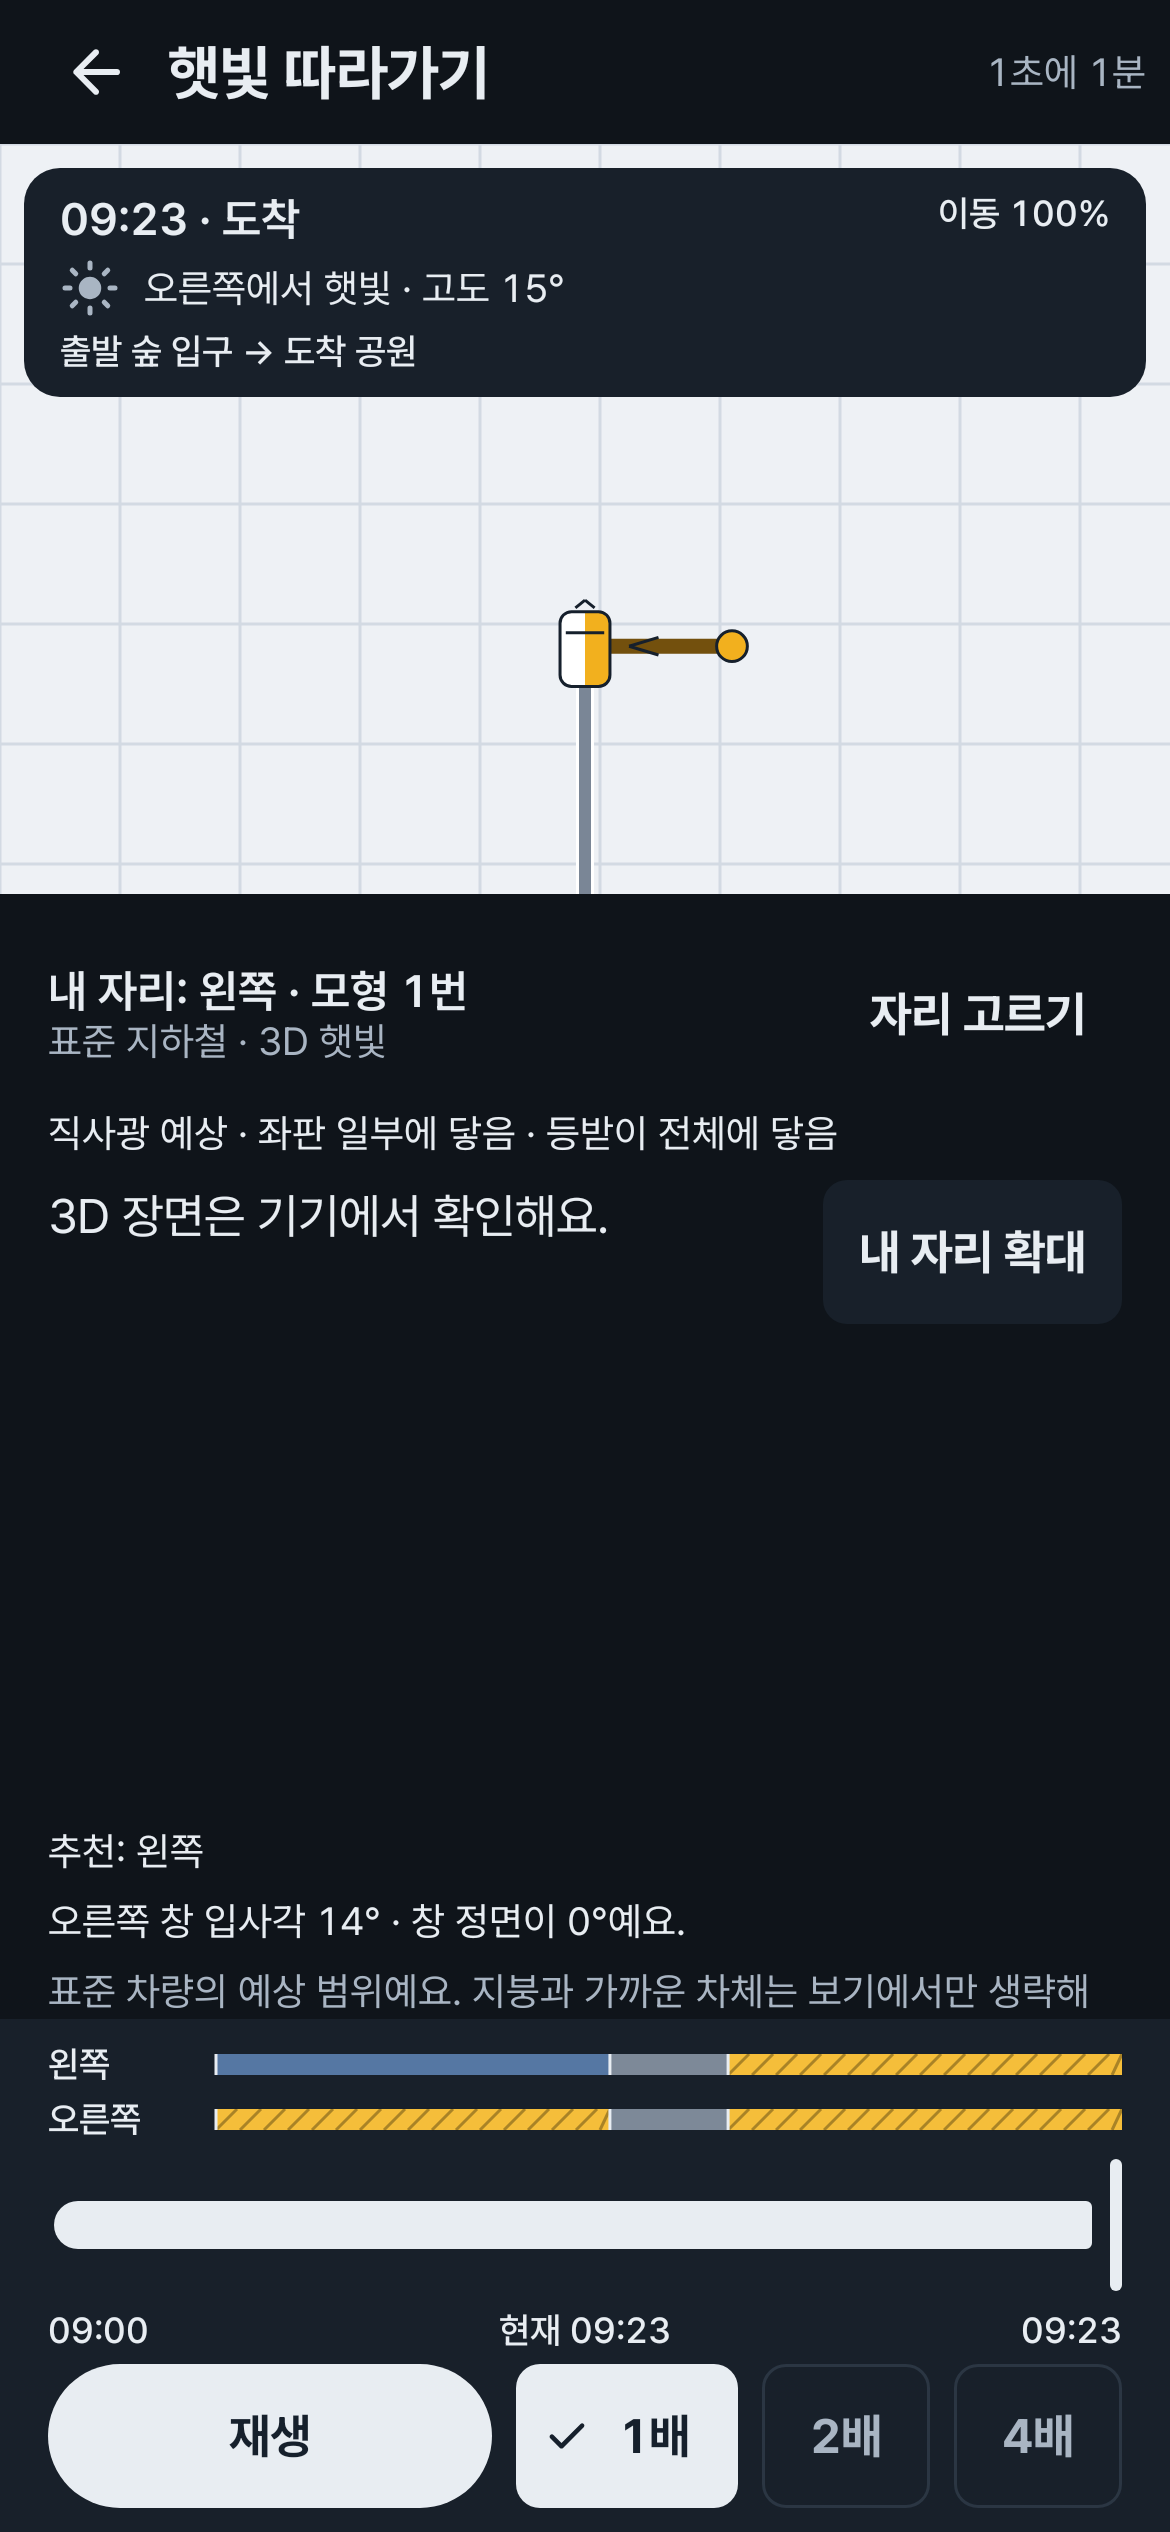 햇빛 따라가기
1초에 1분
09:23 · 도착
이동 100%
오른쪽에서 햇빛 · 고도 15°
출발 숲 입구 → 도착 공원
내 자리: 왼쪽 · 모형 1번
표준 지하철 · 3D 햇빛
자리 고르기
직사광 예상 · 좌판 일부에 닿음 · 등받이 전체에 닿음
3D 장면은 기기에서 확인해요.
내 자리 확대
추천: 왼쪽
오른쪽 창 입사각 14° · 창 정면이 0°예요.
표준 차량의 예상 범위예요. 지붕과 가까운 차체는 보기에서만 생략해
왼쪽
오른쪽
09:00
현재 09:23
09:23
재생
1배
2배
4배